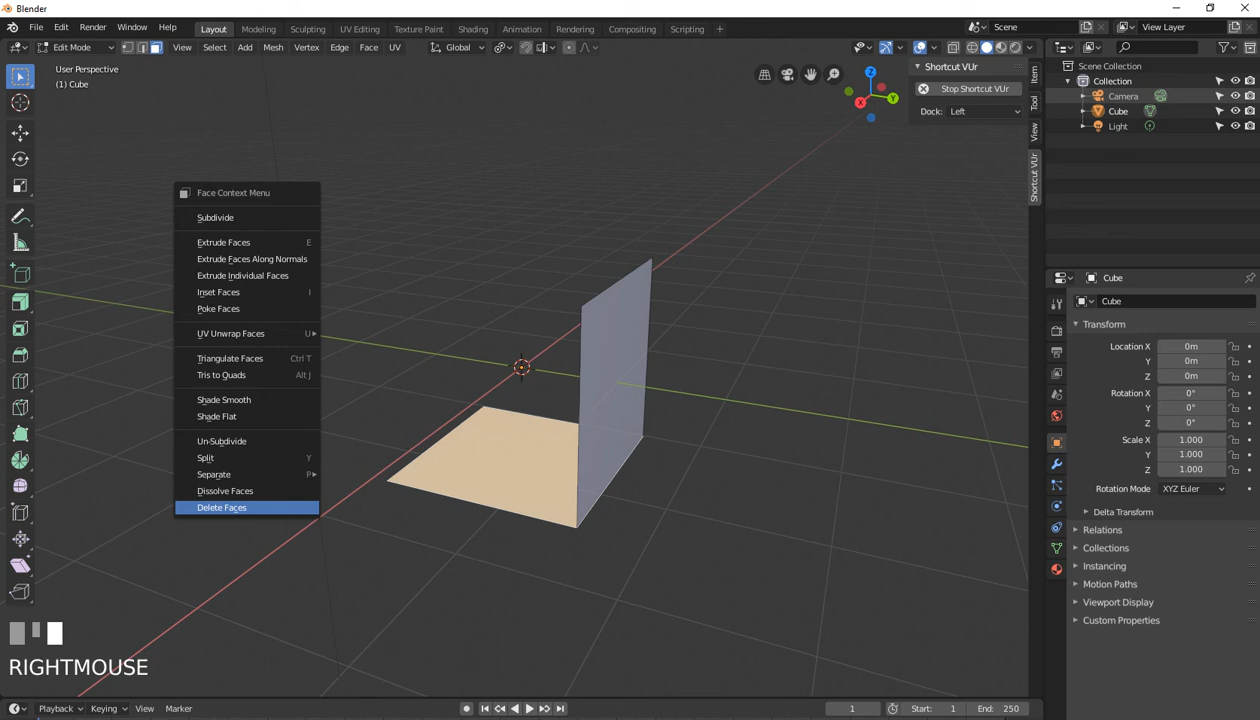 Blender
File Edit Render Window Help
Layout Modeling Sculpting UV Editing Texture Paint Shading Animation Rendering Compositing Scripting
Scene
View Layer
Edit Mode
View Select Add Mesh Vertex Edge Face UV
Global
User Perspective
(1) Cube
X
Y
Z
Shortcut VUr
Stop Shortcut VUr
Dock: Left
Item
Tool
View
Shortcut VUr
Scene Collection
Collection
Camera
Cube
Light
Face Context Menu
Subdivide
Extrude Faces E
Extrude Faces Along Normals
Extrude Individual Faces
Inset Faces I
Poke Faces
UV Unwrap Faces U
Triangulate Faces Ctrl T
Tris to Quads Alt J
Shade Smooth
Shade Flat
Un-Subdivide
Split Y
Separate P
Dissolve Faces
Delete Faces
Cube
Cube
Transform
Location X 0m
Y 0m
Z 0m
Rotation X 0°
Y 0°
Z 0°
Scale X 1.000
Y 1.000
Z 1.000
Rotation Mode XYZ Euler
Delta Transform
Relations
Collections
Instancing
Motion Paths
Viewport Display
Custom Properties
RIGHTMOUSE
Playback Keying View Marker
1
Start: 1
End: 250